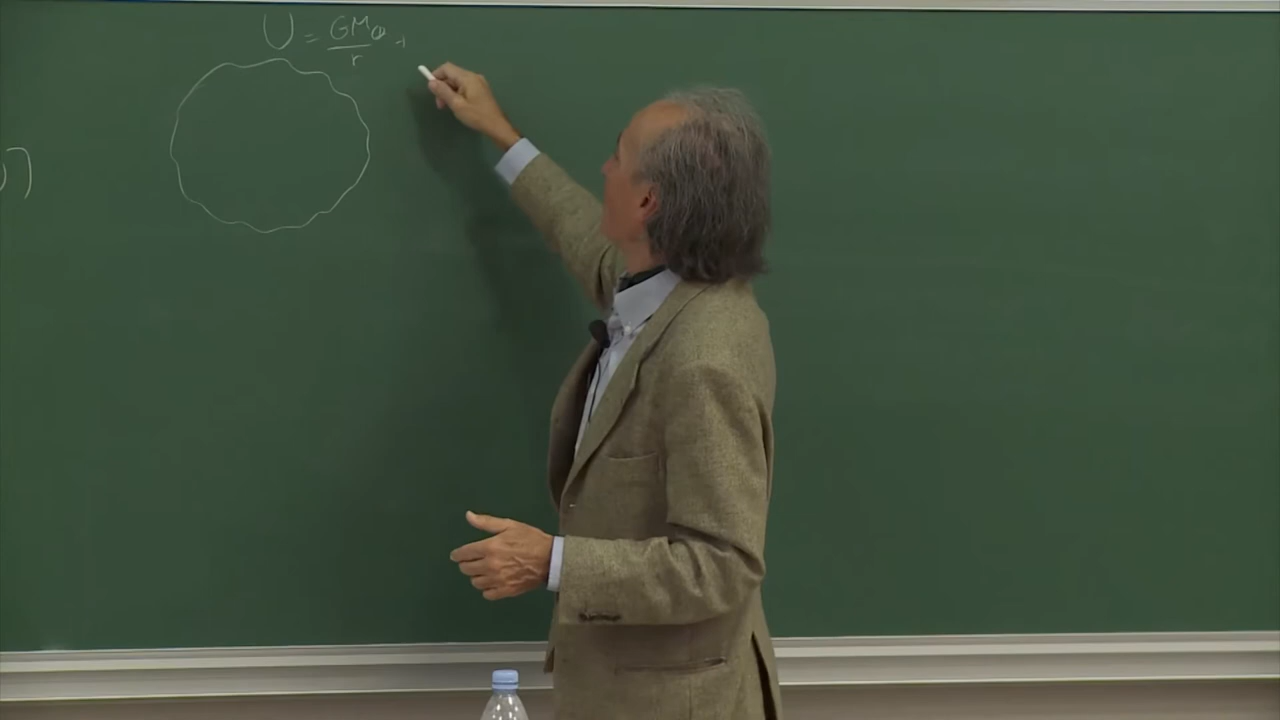 U = GM⊕/r +